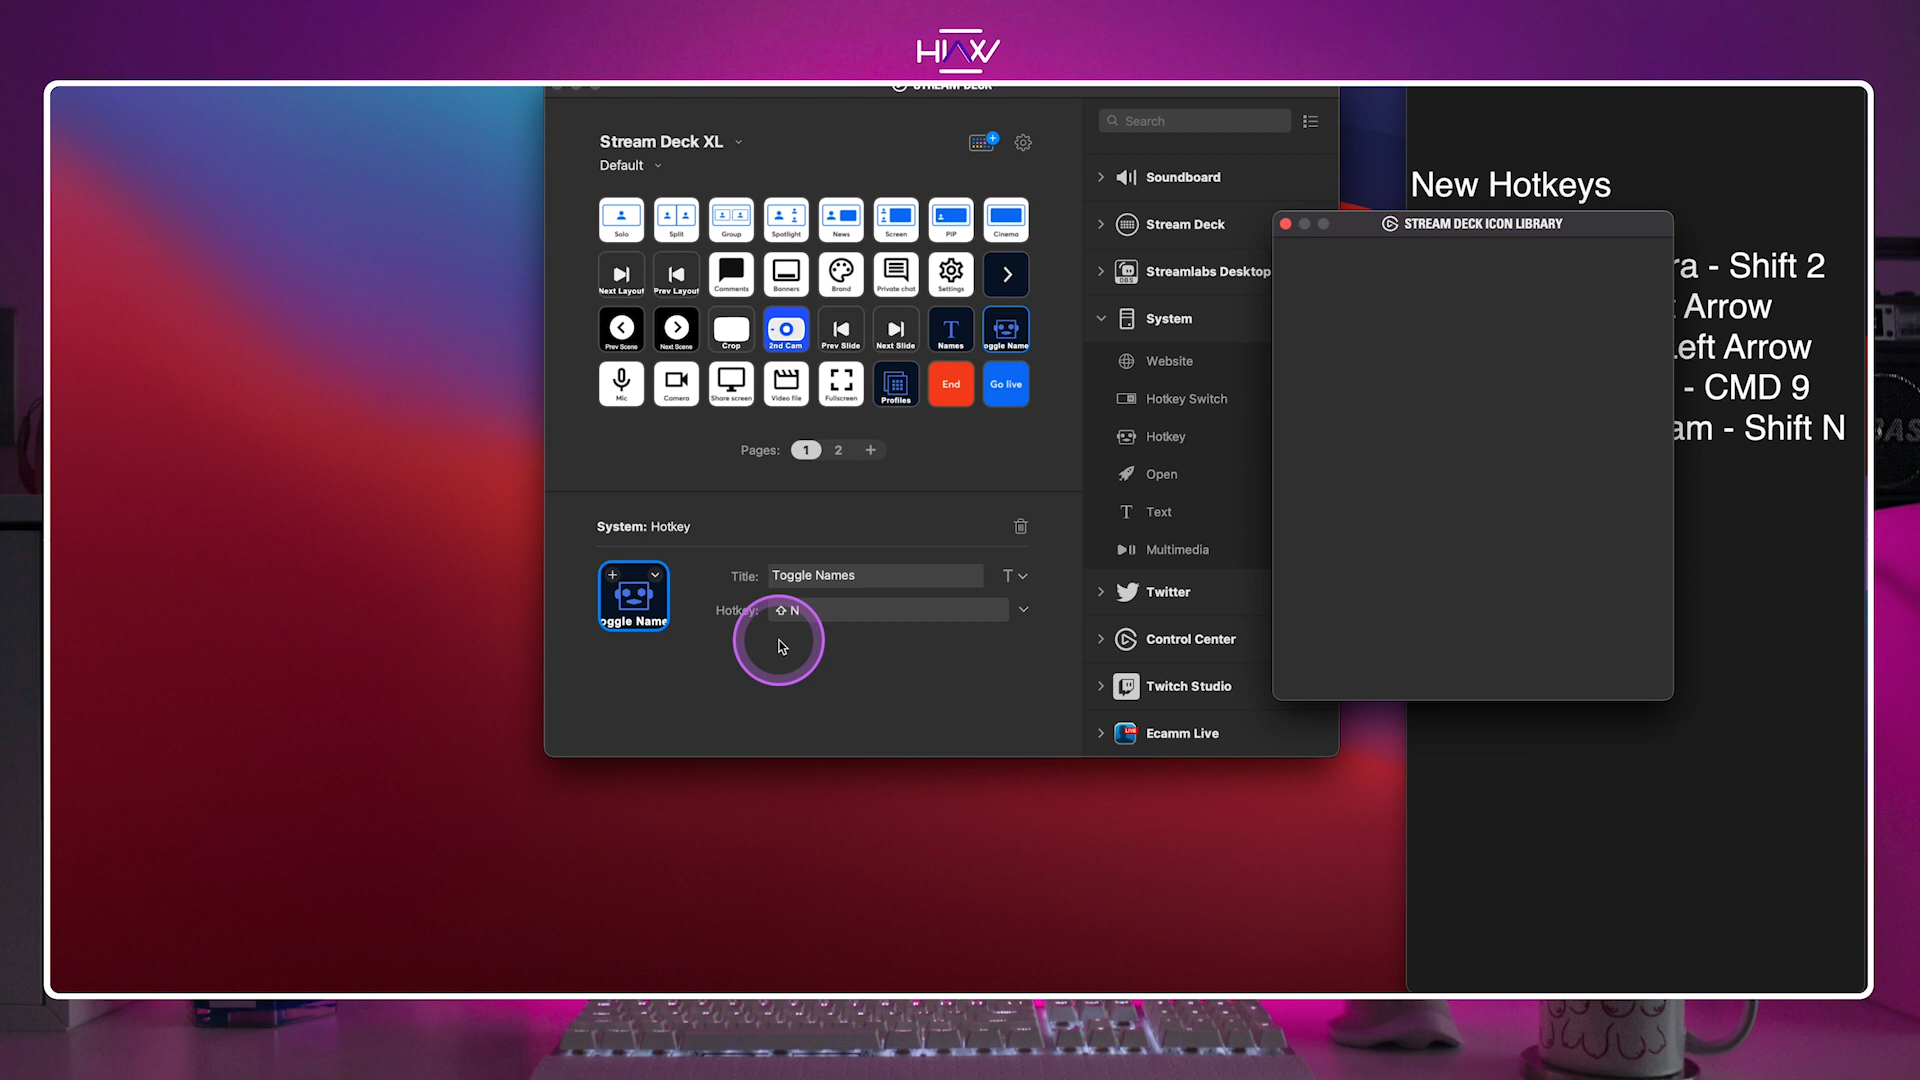 HIAW
STREAM DECK
Stream Deck XL
Default
Solo
Split
Group
Spotlight
News
Screen
PIP
Cinema
Next Layout
Prev Layout
Comments
Banners
Brand
Private chat
Settings
Prev Scene
Next Scene
Crop
2nd Cam
Prev Slide
Next Slide
Names
oggle Name
Mic
Camera
Share screen
Video file
Fullscreen
Profiles
End
Go live
Pages: 1 2 +
System: Hotkey
oggle Name
Title: Toggle Names
T
Hotkey: ⇧ N
Search
Soundboard
Stream Deck
Streamlabs Desktop
System
Website
Hotkey Switch
Hotkey
Open
Text
Multimedia
Twitter
Control Center
Twitch Studio
Ecamm Live
STREAM DECK ICON LIBRARY
New Hotkeys
ra - Shift 2
Arrow
Left Arrow
- CMD 9
am - Shift N